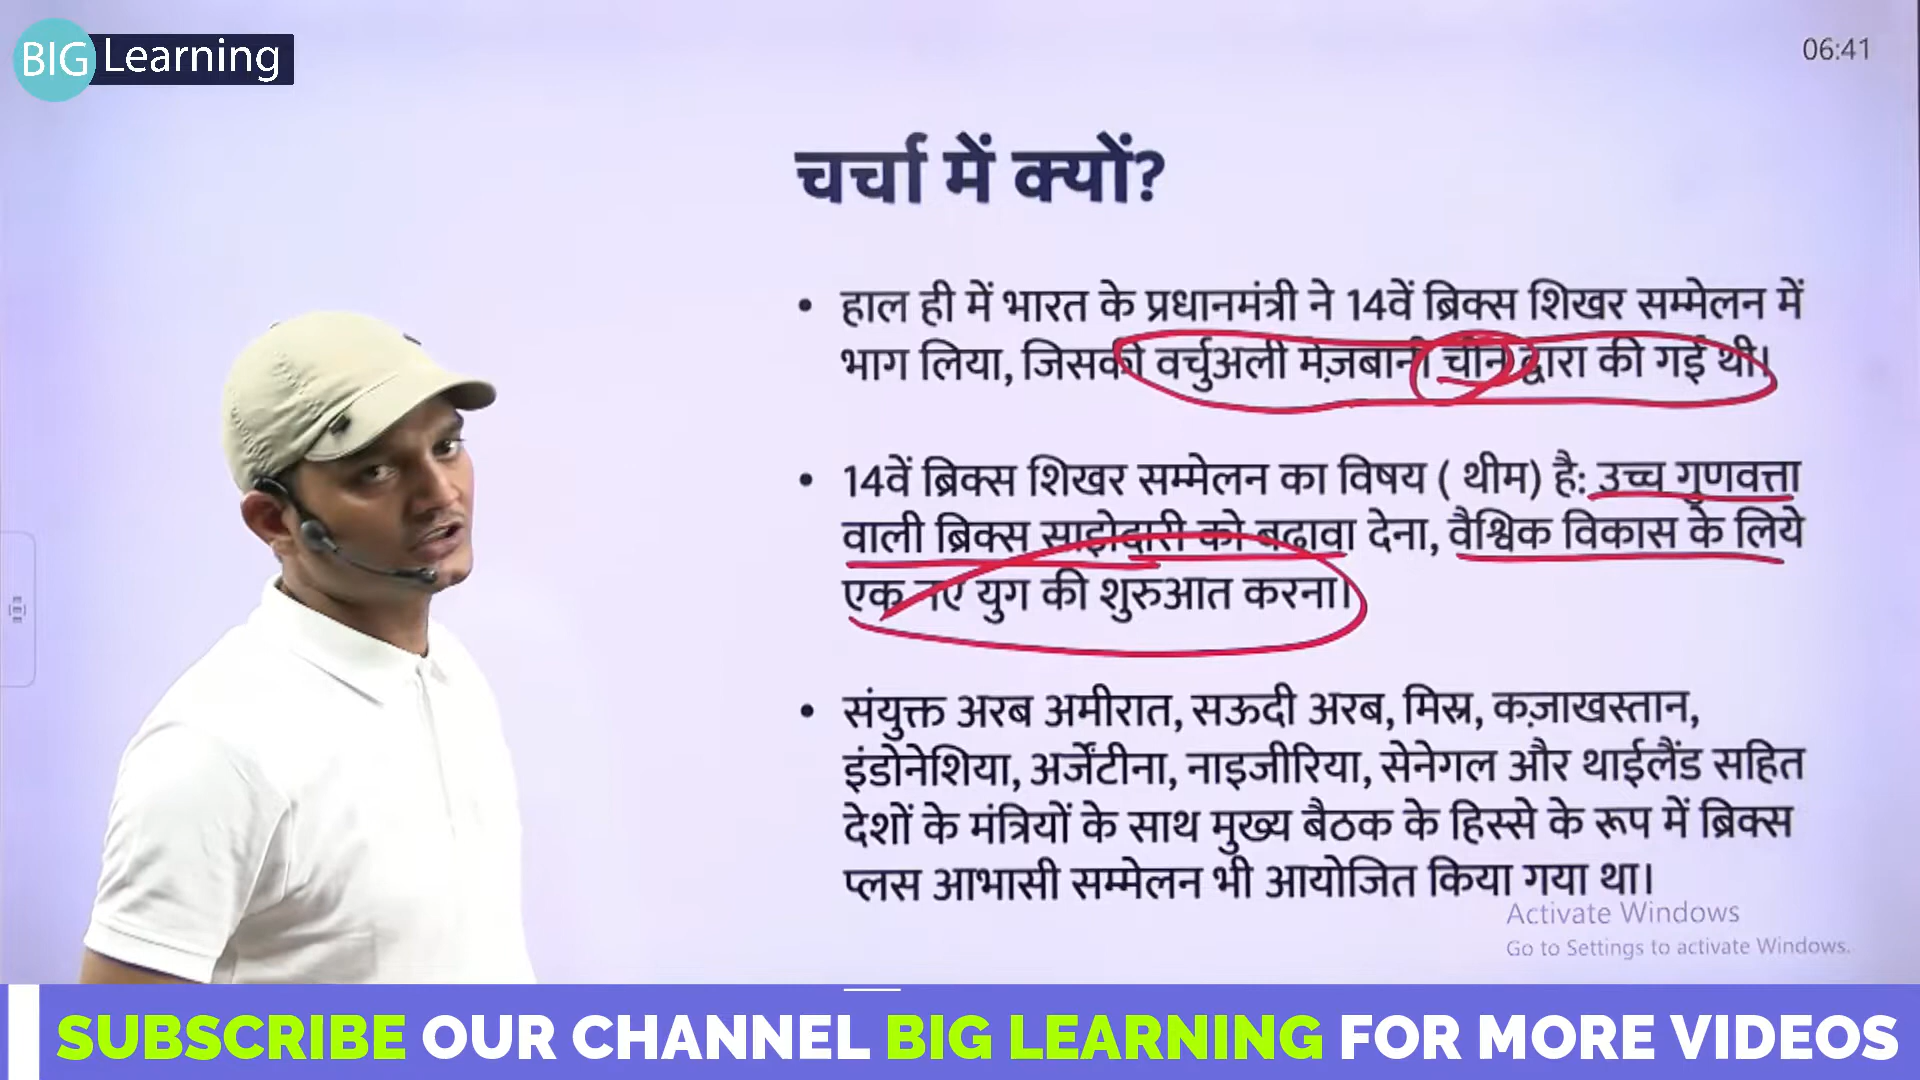 BIG Learning
06:41
चर्चा में क्यों?
• हाल ही में भारत के प्रधानमंत्री ने 14वें ब्रिक्स शिखर सम्मेलन में
भाग लिया, जिसकी वर्चुअली मेज़बानी चीन द्वारा की गई थी।
• 14वें ब्रिक्स शिखर सम्मेलन का विषय ( थीम) है: उच्च गुणवत्ता
वाली ब्रिक्स साझेदारी को बढ़ावा देना, वैश्विक विकास के लिये
एक नए युग की शुरुआत करना।
• संयुक्त अरब अमीरात, सऊदी अरब, मिस्र, कज़ाखस्तान,
इंडोनेशिया, अर्जेंटीना, नाइजीरिया, सेनेगल और थाईलैंड सहित
देशों के मंत्रियों के साथ मुख्य बैठक के हिस्से के रूप में ब्रिक्स
प्लस आभासी सम्मेलन भी आयोजित किया गया था।
Activate Windows
Go to Settings to activate Windows.
SUBSCRIBE OUR CHANNEL BIG LEARNING FOR MORE VIDEOS